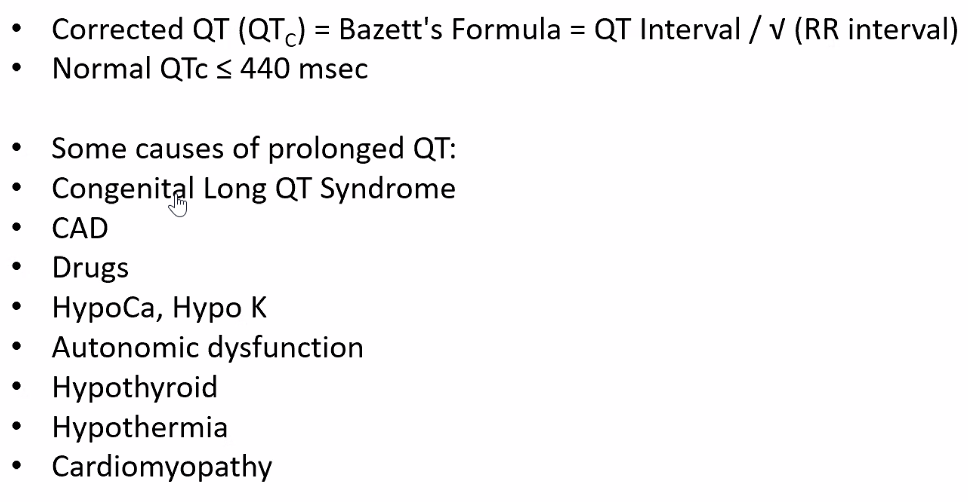 • Corrected QT (QTC) = Bazett's Formula = QT Interval / √ (RR interval)
• Normal QTc ≤ 440 msec
• Some causes of prolonged QT:
• Congenital Long QT Syndrome
• CAD
• Drugs
• HypoCa, Hypo K
• Autonomic dysfunction
• Hypothyroid
• Hypothermia
• Cardiomyopathy